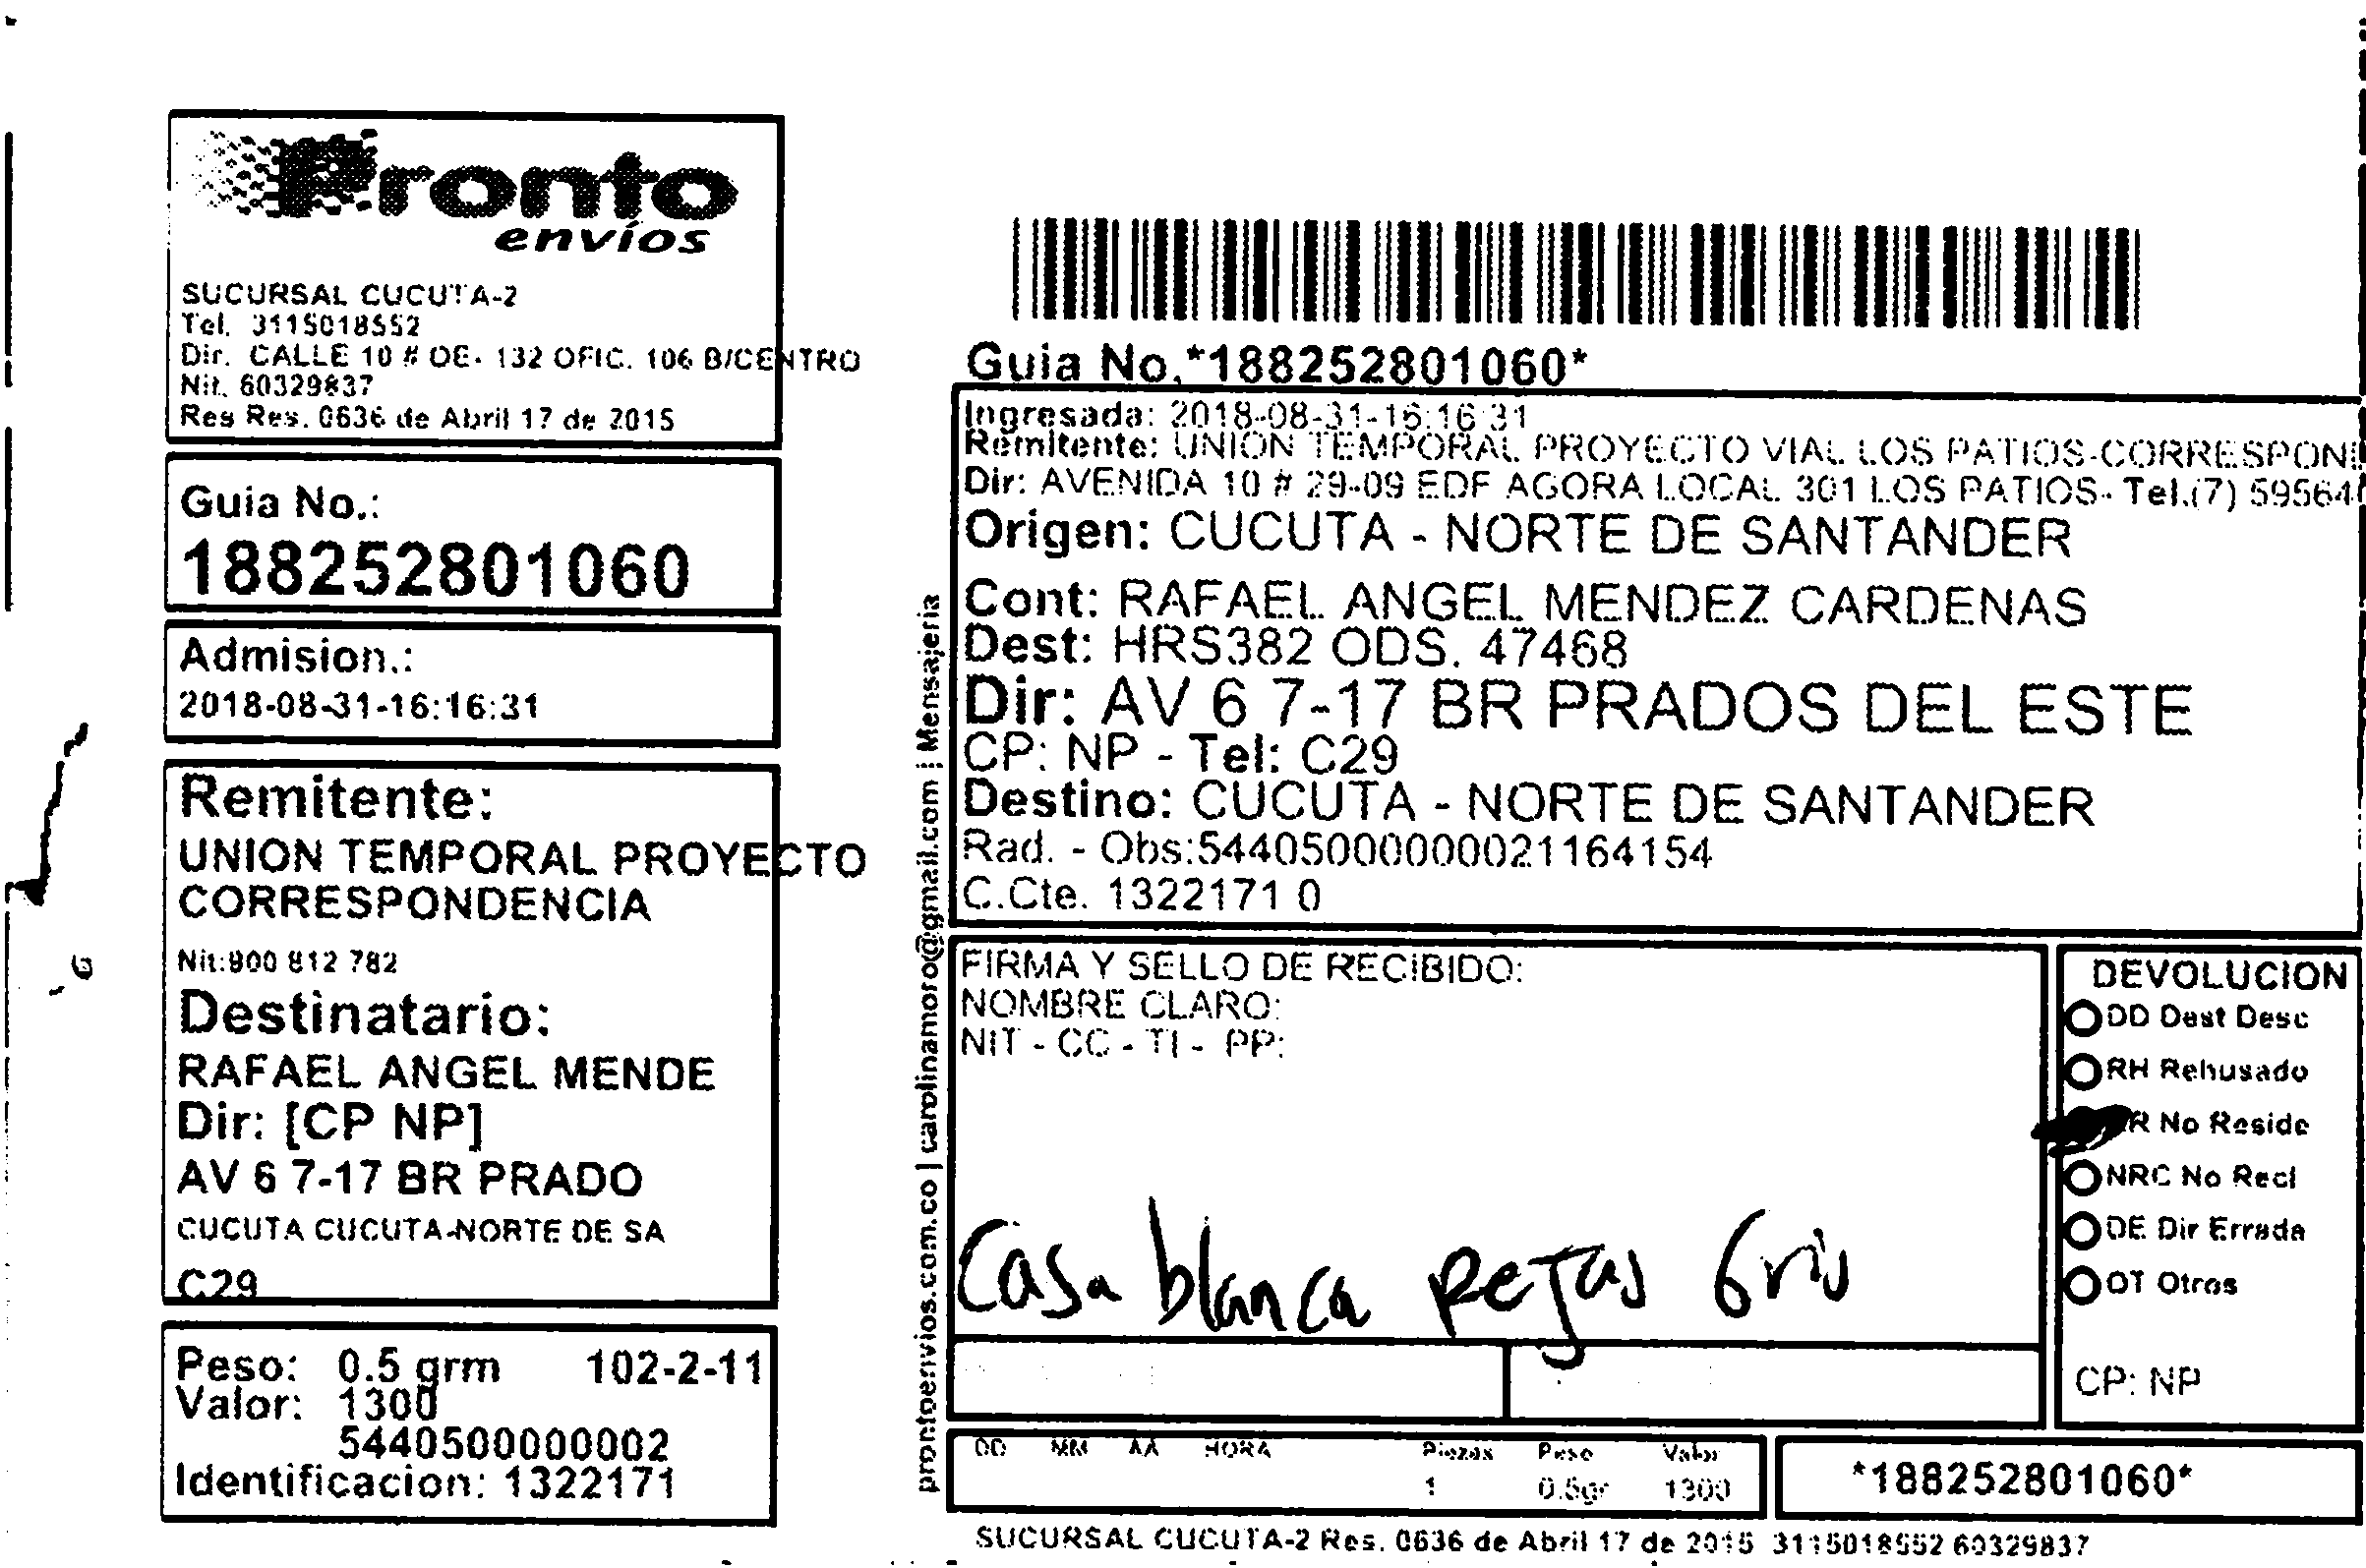 Pronto
envíos
SUCURSAL CUCUTA-2
Tel. 3115018552
Dir. CALLE 10 # OE- 132 OFIC. 106 B/CENTRO
Nit. 60329837
Res Res. 0636 de Abril 17 de 2015
Guia No.:
188252801060
Admision.:
2018-08-31-16:16:31
Remitente:
UNION TEMPORAL PROYECTO
CORRESPONDENCIA
Nit:900 812 782
Destinatario:
RAFAEL ANGEL MENDE
Dir: [CP NP]
AV 6 7-17 BR PRADO
CUCUTA CUCUTA-NORTE DE SA
C29
Peso: 0.5 grm 102-2-11
Valor: 1300
5440500000002
Identificacion: 1322171
prontoenvios.com.co | carolinamoro@gmail.com | Mensajeria
Guia No.*188252801060*
Ingresada: 2018-08-31-16:16:31
Remitente: UNION TEMPORAL PROYECTO VIAL LOS PATIOS-CORRESPON
Dir: AVENIDA 10 # 29-09 EDF AGORA LOCAL 301 LOS PATIOS- Tel.(7) 59564
Origen: CUCUTA - NORTE DE SANTANDER
Cont: RAFAEL ANGEL MENDEZ CARDENAS
Dest: HRS382 ODS. 47468
Dir: AV 6 7-17 BR PRADOS DEL ESTE
CP: NP - Tel: C29
Destino: CUCUTA - NORTE DE SANTANDER
Rad. - Obs:544050000000021164154
C.Cte. 1322171 0
FIRMA Y SELLO DE RECIBIDO:
NOMBRE CLARO:
NIT - CC - TI - PP:
Casa blanca rejas Gris
DEVOLUCION
DD Dest Desc
RH Rehusado
R No Reside
NRC No Recl
DE Dir Errada
OT Otros
CP: NP
DD MM AA HORA Piezas Peso Valor
1 0.5gr 1300
*188252801060*
SUCURSAL CUCUTA-2 Res. 0636 de Abril 17 de 2015 3115018552 60329837